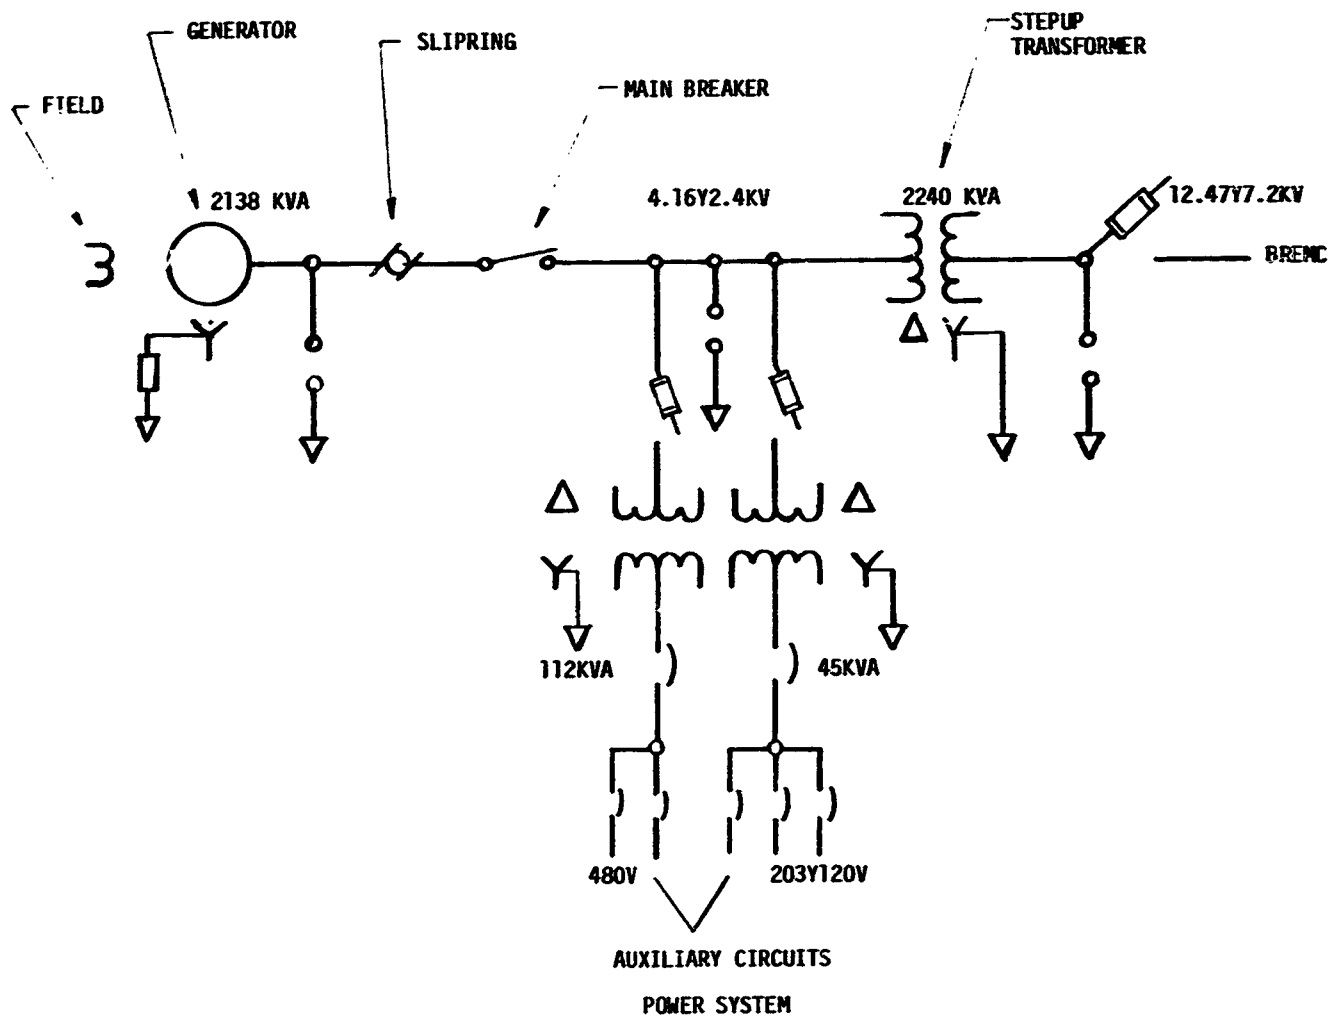 GENERATOR
SLIPRING
STEPUP
TRANSFORMER
FIELD
MAIN BREAKER
2138 KVA
4.16Y2.4KV
2240 KVA
12.47Y7.2KV
BREMC
112KVA
45KVA
480V
203Y120V
AUXILIARY CIRCUITS
POWER SYSTEM